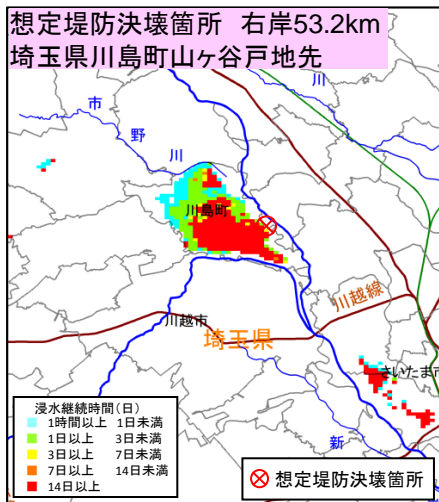 想定堤防決壊箇所 右岸53.2km
埼玉県川島町山ヶ谷戸地先
川
市
野
川
川島町
川越線
川越市
埼玉県
さいたま市
新
浸水継続時間(日)
1時間以上 1日未満
1日以上 3日未満
3日以上 7日未満
7日以上 14日未満
14日以上
想定堤防決壊箇所